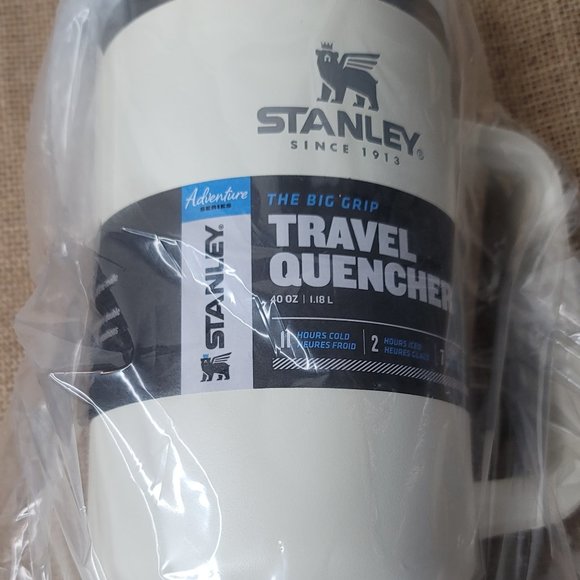 STANLEY®
SINCE 1913
Adventure
SERIES
STANLEY®
THE BIG GRIP
TRAVEL
QUENCHER
40 OZ | 1.18 L
11 HOURS COLD
HEURES FROID
2 HOURS ICED
HEURES GLACÉ
7